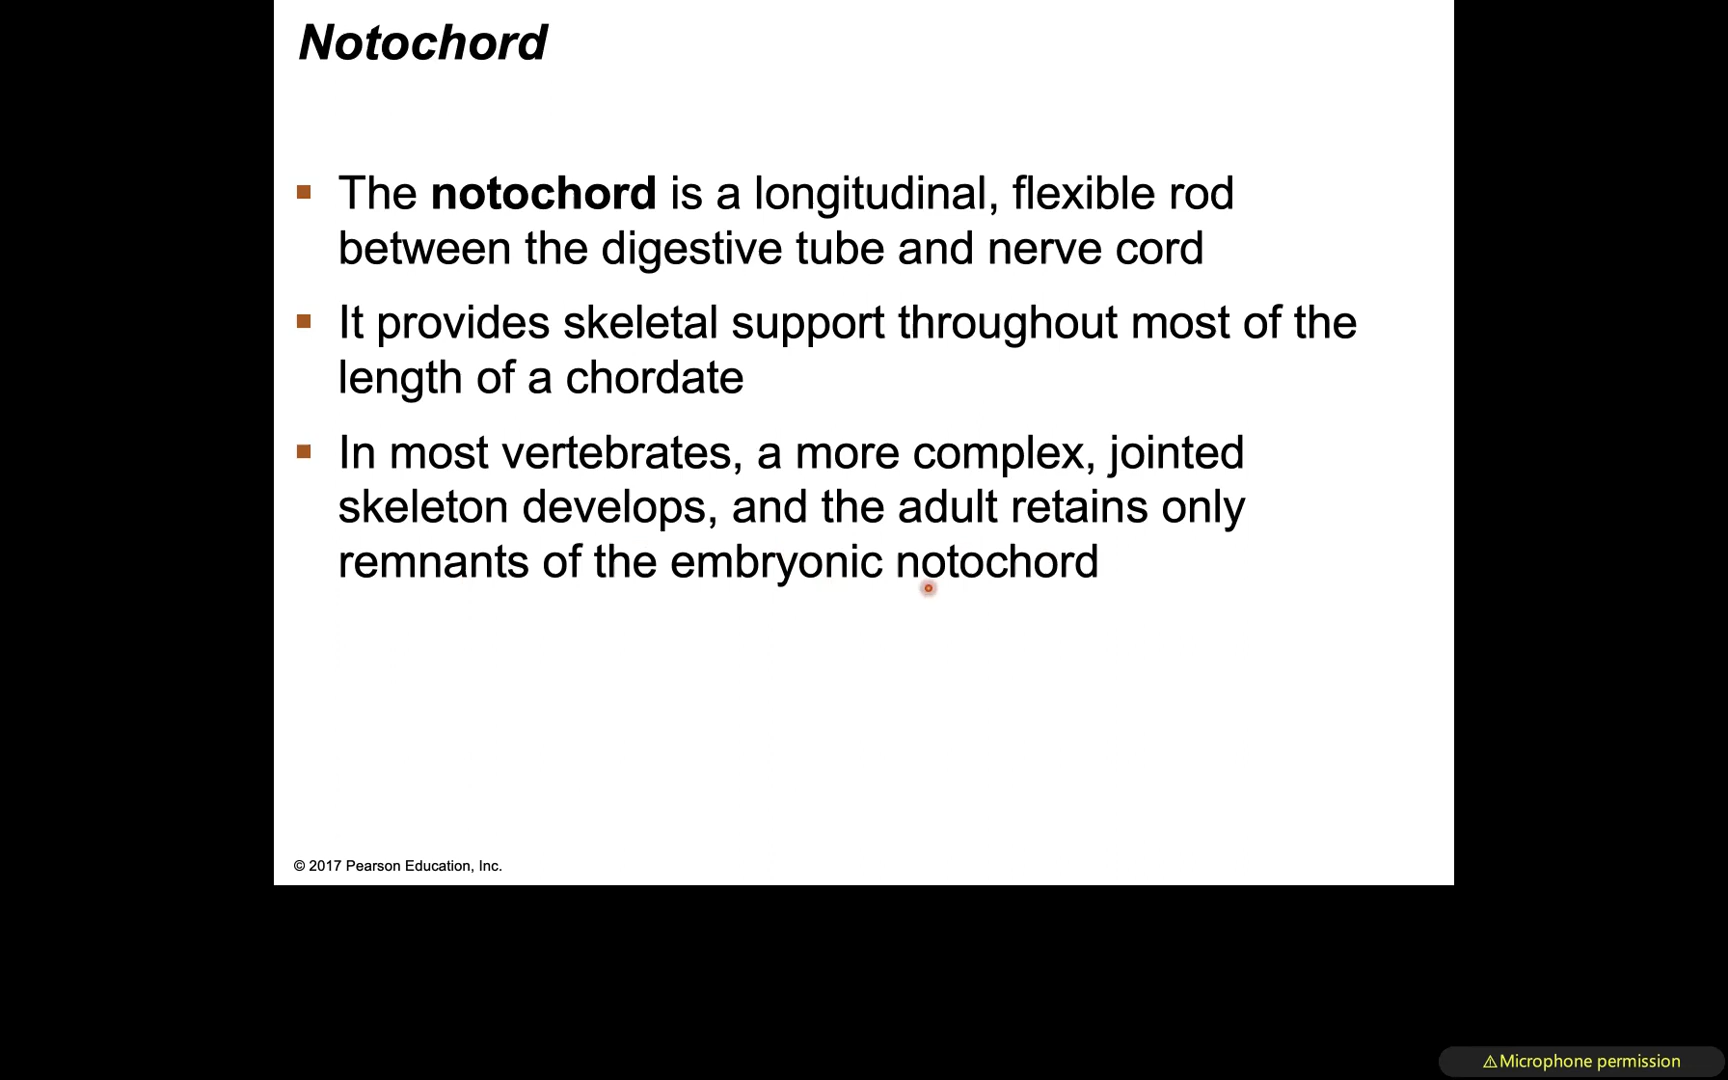 Notochord
▪ The notochord is a longitudinal, flexible rod
between the digestive tube and nerve cord
▪ It provides skeletal support throughout most of the
length of a chordate
▪ In most vertebrates, a more complex, jointed
skeleton develops, and the adult retains only
remnants of the embryonic notochord
© 2017 Pearson Education, Inc.
⚠Microphone permission